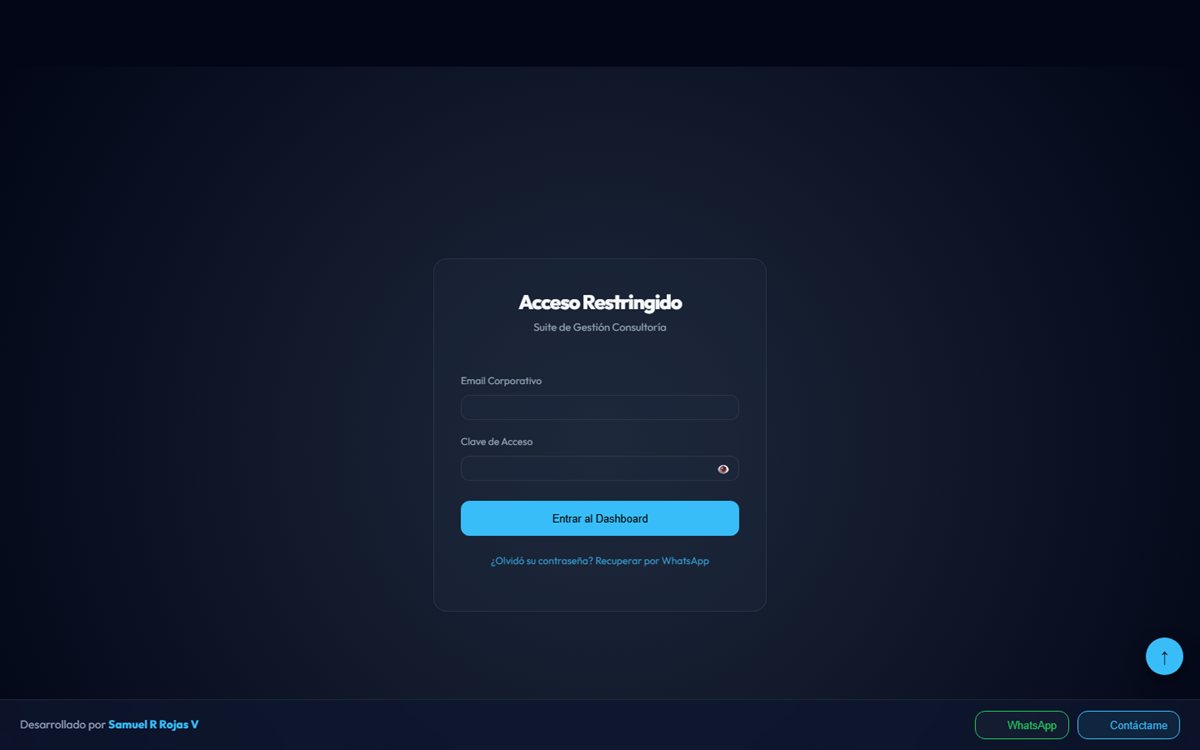 Acceso Restringido
Suite de Gestión Consultoría
Email Corporativo
Clave de Acceso
Entrar al Dashboard
¿Olvidó su contraseña? Recuperar por WhatsApp
↑
Desarrollado por Samuel R Rojas V
WhatsApp
Contáctame